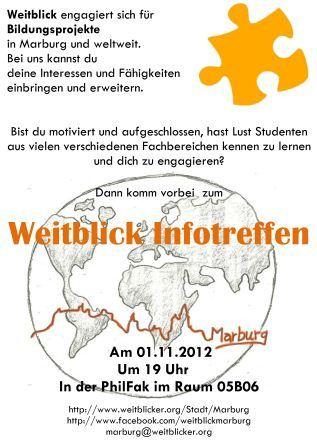 Weitblick engagiert sich für
Bildungsprojekte
in Marburg und weltweit.
Bei uns kannst du
deine Interessen und Fähigkeiten
einbringen und erweitern.
Bist du motiviert und aufgeschlossen, hast Lust Studenten
aus vielen verschiedenen Fachbereichen kennen zu lernen
und dich zu engagieren?
Dann komm vorbei zum
Weitblick Infotreffen
Marburg
Am 01.11.2012
Um 19 Uhr
In der PhilFak im Raum 05B06
http://www.weitblicker.org/Stadt/Marburg
http://www.facebook.com/weitblickmarburg
marburg@weitblicker.org